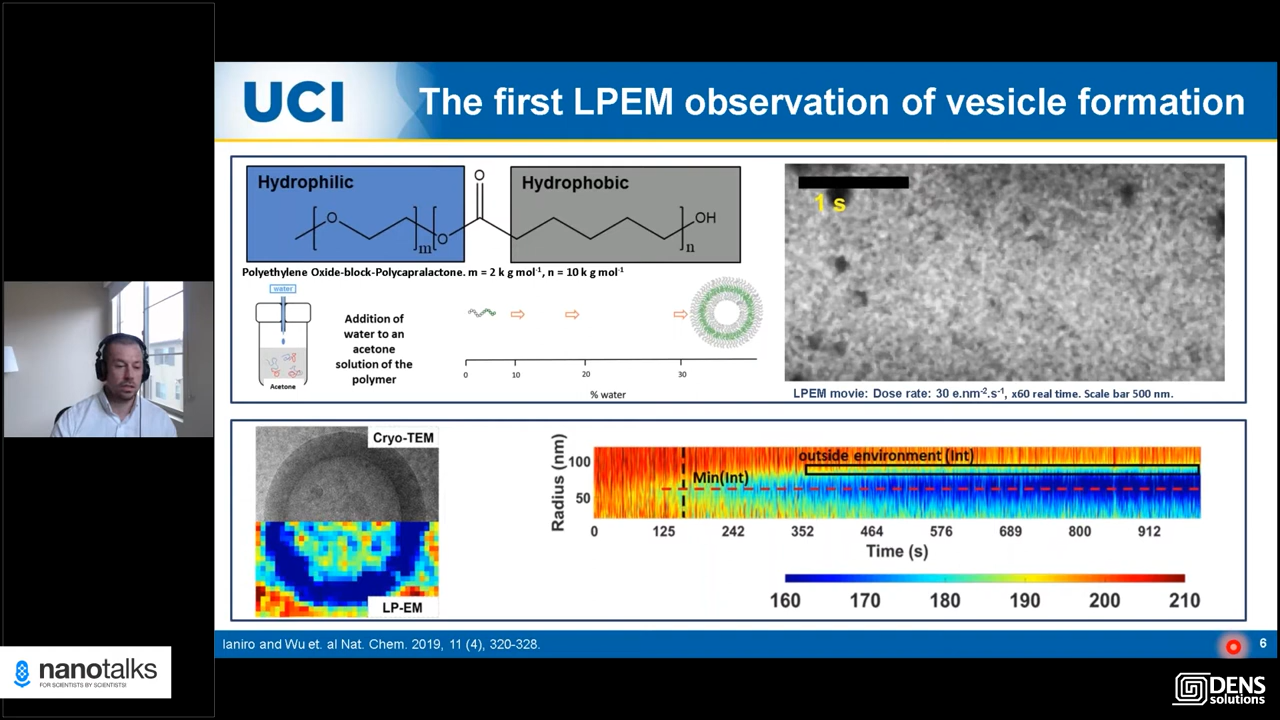 UCI
The first LPEM observation of vesicle formation
Hydrophilic
Hydrophobic
O
O
m
O
n
OH
Polyethylene Oxide-block-Polycapralactone. m = 2 k g mol-1, n = 10 k g mol-1
water
Acetone
Addition of
water to an
acetone
solution of the
polymer
0 10 20 30
% water
1 s
LPEM movie: Dose rate: 30 e.nm-2.s-1, x60 real time. Scale bar 500 nm.
Cryo-TEM
LP-EM
Radius (nm)
100
50
outside environment (Int)
Min(Int)
0 125 242 352 464 576 689 800 912
Time (s)
160 170 180 190 200 210
Ianiro and Wu et. al Nat. Chem. 2019, 11 (4), 320-328.
6
nanotalks
FOR SCIENTISTS BY SCIENTISTS!
DENS
solutions